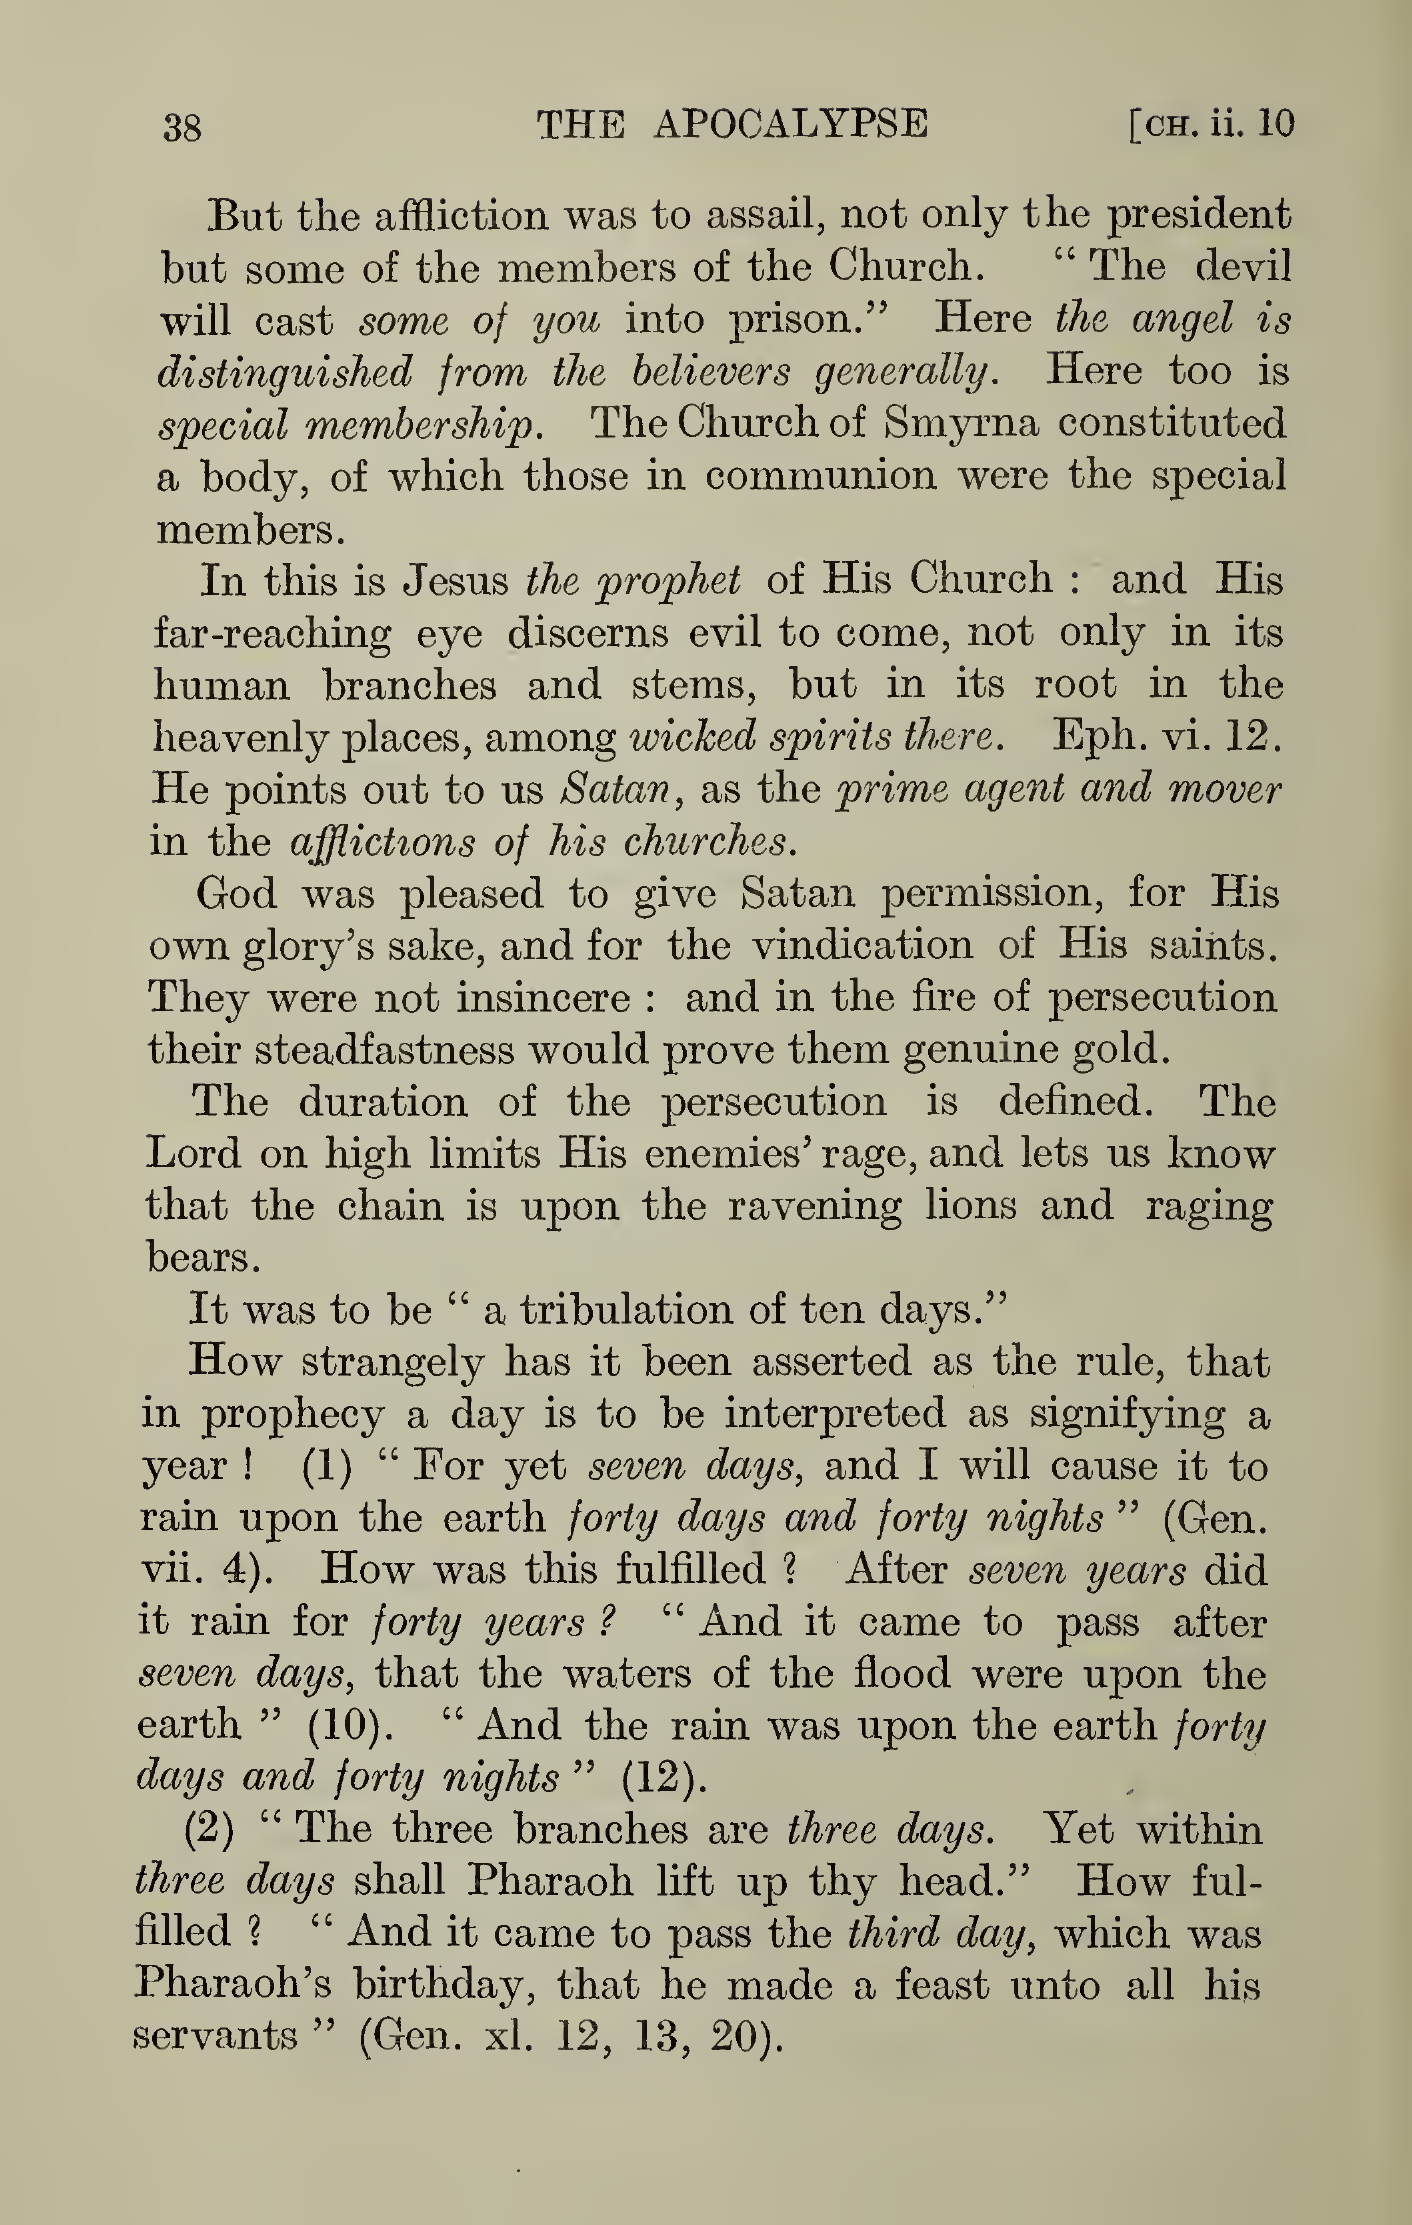 38 THE APOCALYPSE [CH. ii. 10
But the affliction was to assail, not only the president
but some of the members of the Church. “ The devil
will cast some of you into prison.” Here the angel is
distinguished from the believers generally. Here too is
special membership. The Church of Smyrna constituted
a body, of which those in communion were the special
members.
In this is Jesus the prophet of His Church : and His
far-reaching eye discerns evil to come, not only in its
human branches and stems, but in its root in the
heavenly places, among wicked spirits there. Eph. vi. 12.
He points out to us Satan, as the prime agent and mover
in the afflictions of his churches.
God was pleased to give Satan permission, for His
own glory’s sake, and for the vindication of His saints.
They were not insincere : and in the fire of persecution
their steadfastness would prove them genuine gold.
The duration of the persecution is defined. The
Lord on high limits His enemies’ rage, and lets us know
that the chain is upon the ravening lions and raging
bears.
It was to be “ a tribulation of ten days.”
How strangely has it been asserted as the rule, that
in prophecy a day is to be interpreted as signifying a
year ! (1) “ For yet seven days, and I will cause it to
rain upon the earth forty days and forty nights ” (Gen.
vii. 4). How was this fulfilled ? After seven years did
it rain for forty years ? “ And it came to pass after
seven days, that the waters of the flood were upon the
earth ” (10). “ And the rain was upon the earth forty
days and forty nights ” (12).
(2) “ The three branches are three days. Yet within
three days shall Pharaoh lift up thy head.” How ful-
filled ? “ And it came to pass the third day, which was
Pharaoh’s birthday, that he made a feast unto all his
servants ” (Gen. xl. 12, 13, 20).